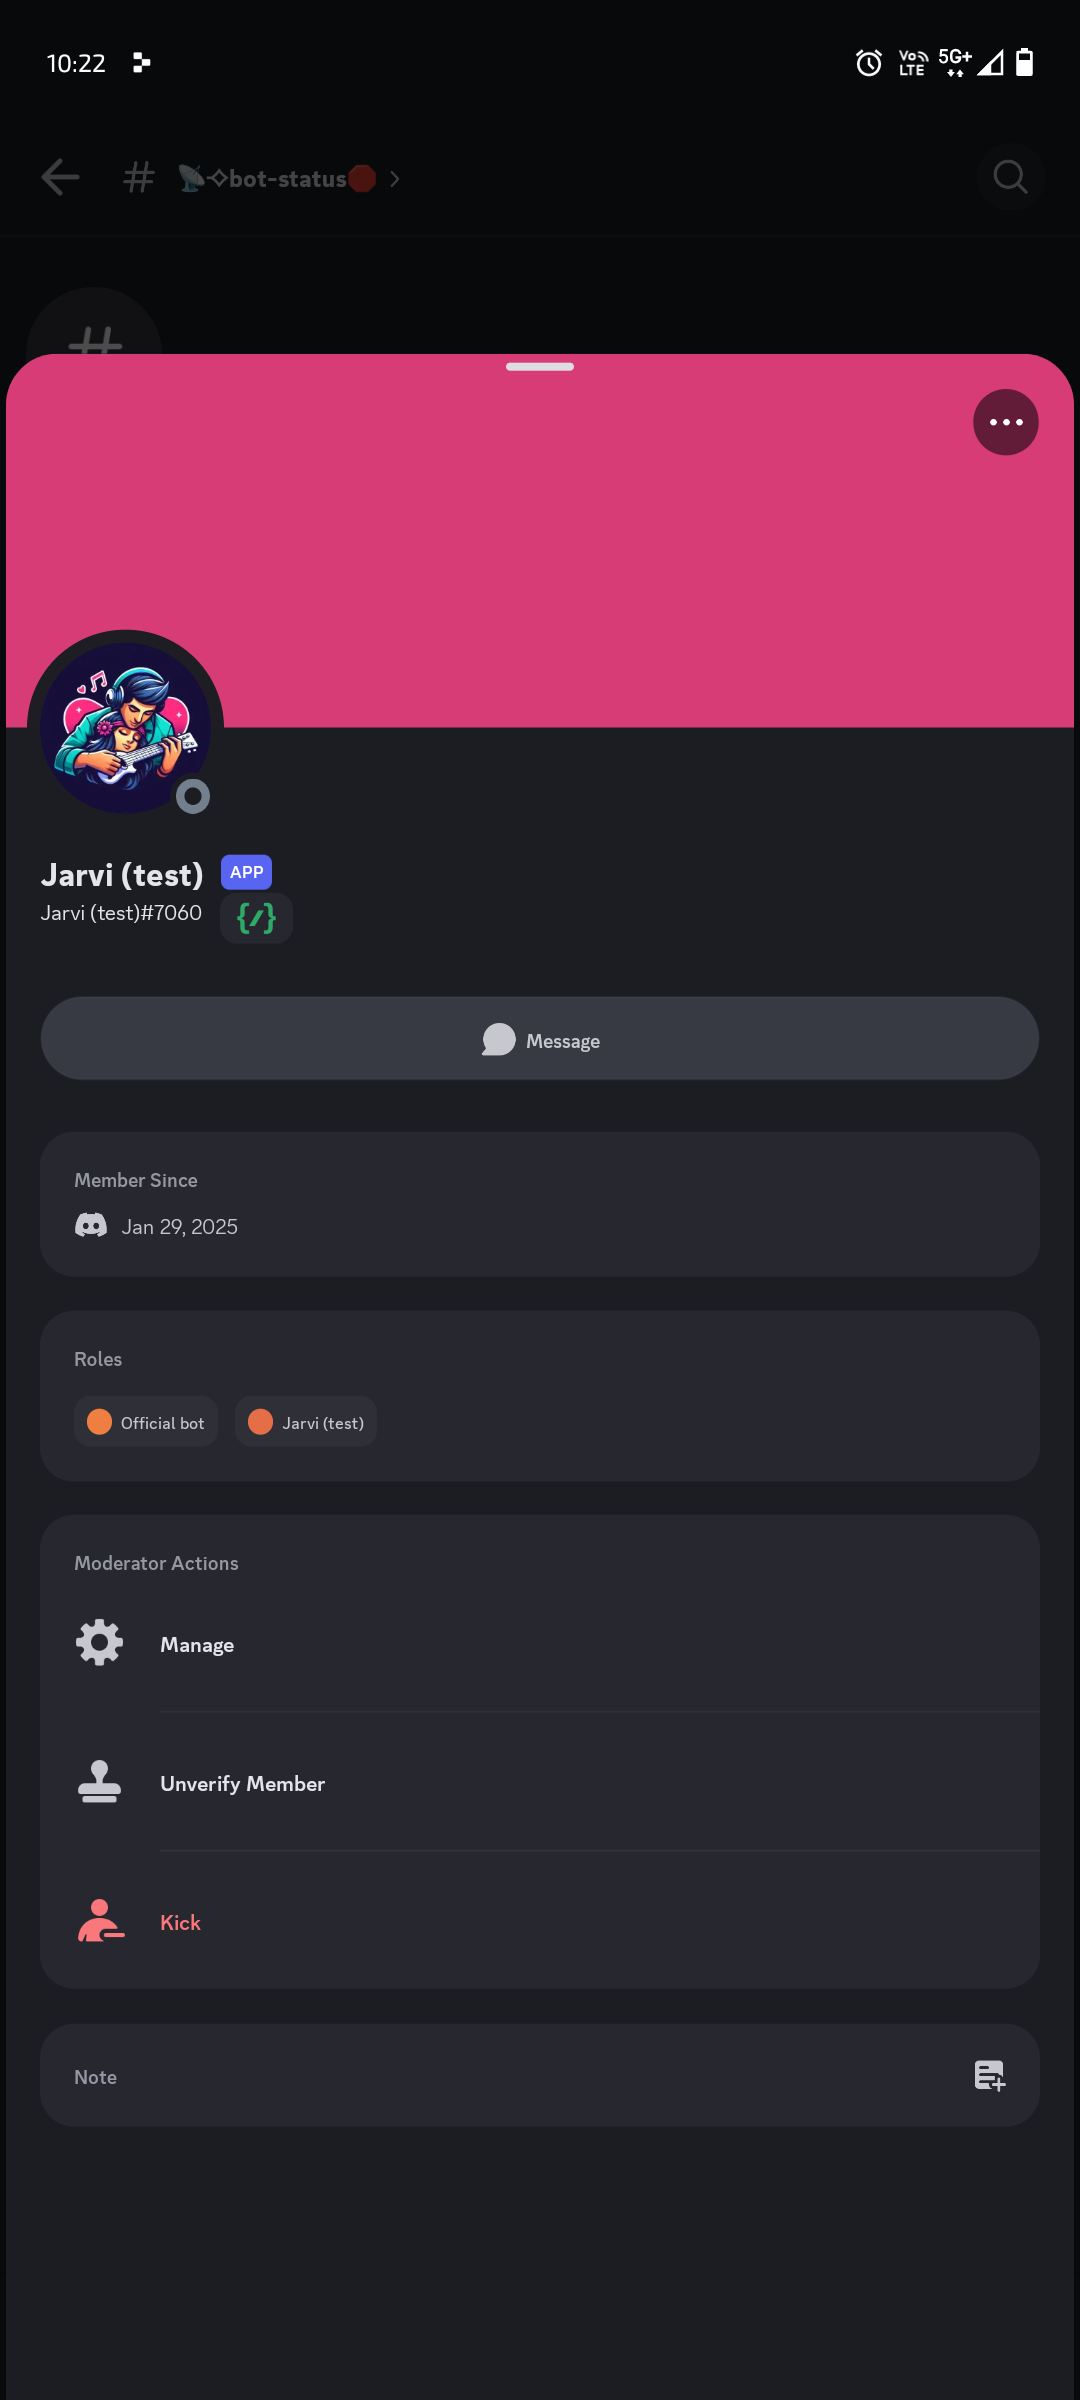 10:22
Vo LTE 5G+
# 📡✧bot-status🛑 >
#
Jarvi (test) APP
Jarvi (test)#7060 {/}
Message
Member Since
Jan 29, 2025
Roles
Official bot Jarvi (test)
Moderator Actions
Manage
Unverify Member
Kick
Note